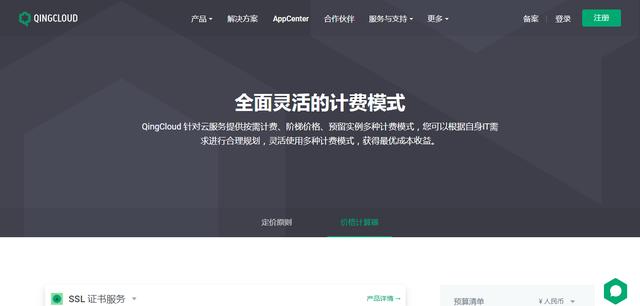 QINGCLOUD
产品 解决方案 AppCenter 合作伙伴 服务与支持 更多 备案 登录 注册
全面灵活的计费模式
QingCloud 针对云服务提供按需计费、阶梯价格、预留实例多种计费模式，您可以根据自身IT需
求进行合理规划，灵活使用多种计费模式，获得最优成本收益。
定价原则 价格计算器
SSL 证书服务 产品详情 →
预算清单 ¥ 人民币/$